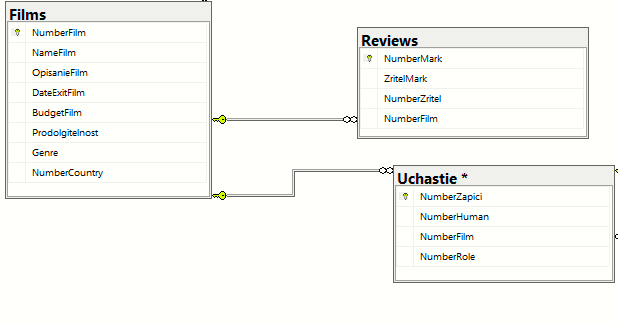 Films
NumberFilm
NameFilm
OpisanieFilm
DateExitFilm
BudgetFilm
Prodolgitelnost
Genre
NumberCountry
Reviews
NumberMark
ZritelMark
NumberZritel
NumberFilm
Uchastie *
NumberZapici
NumberHuman
NumberFilm
NumberRole